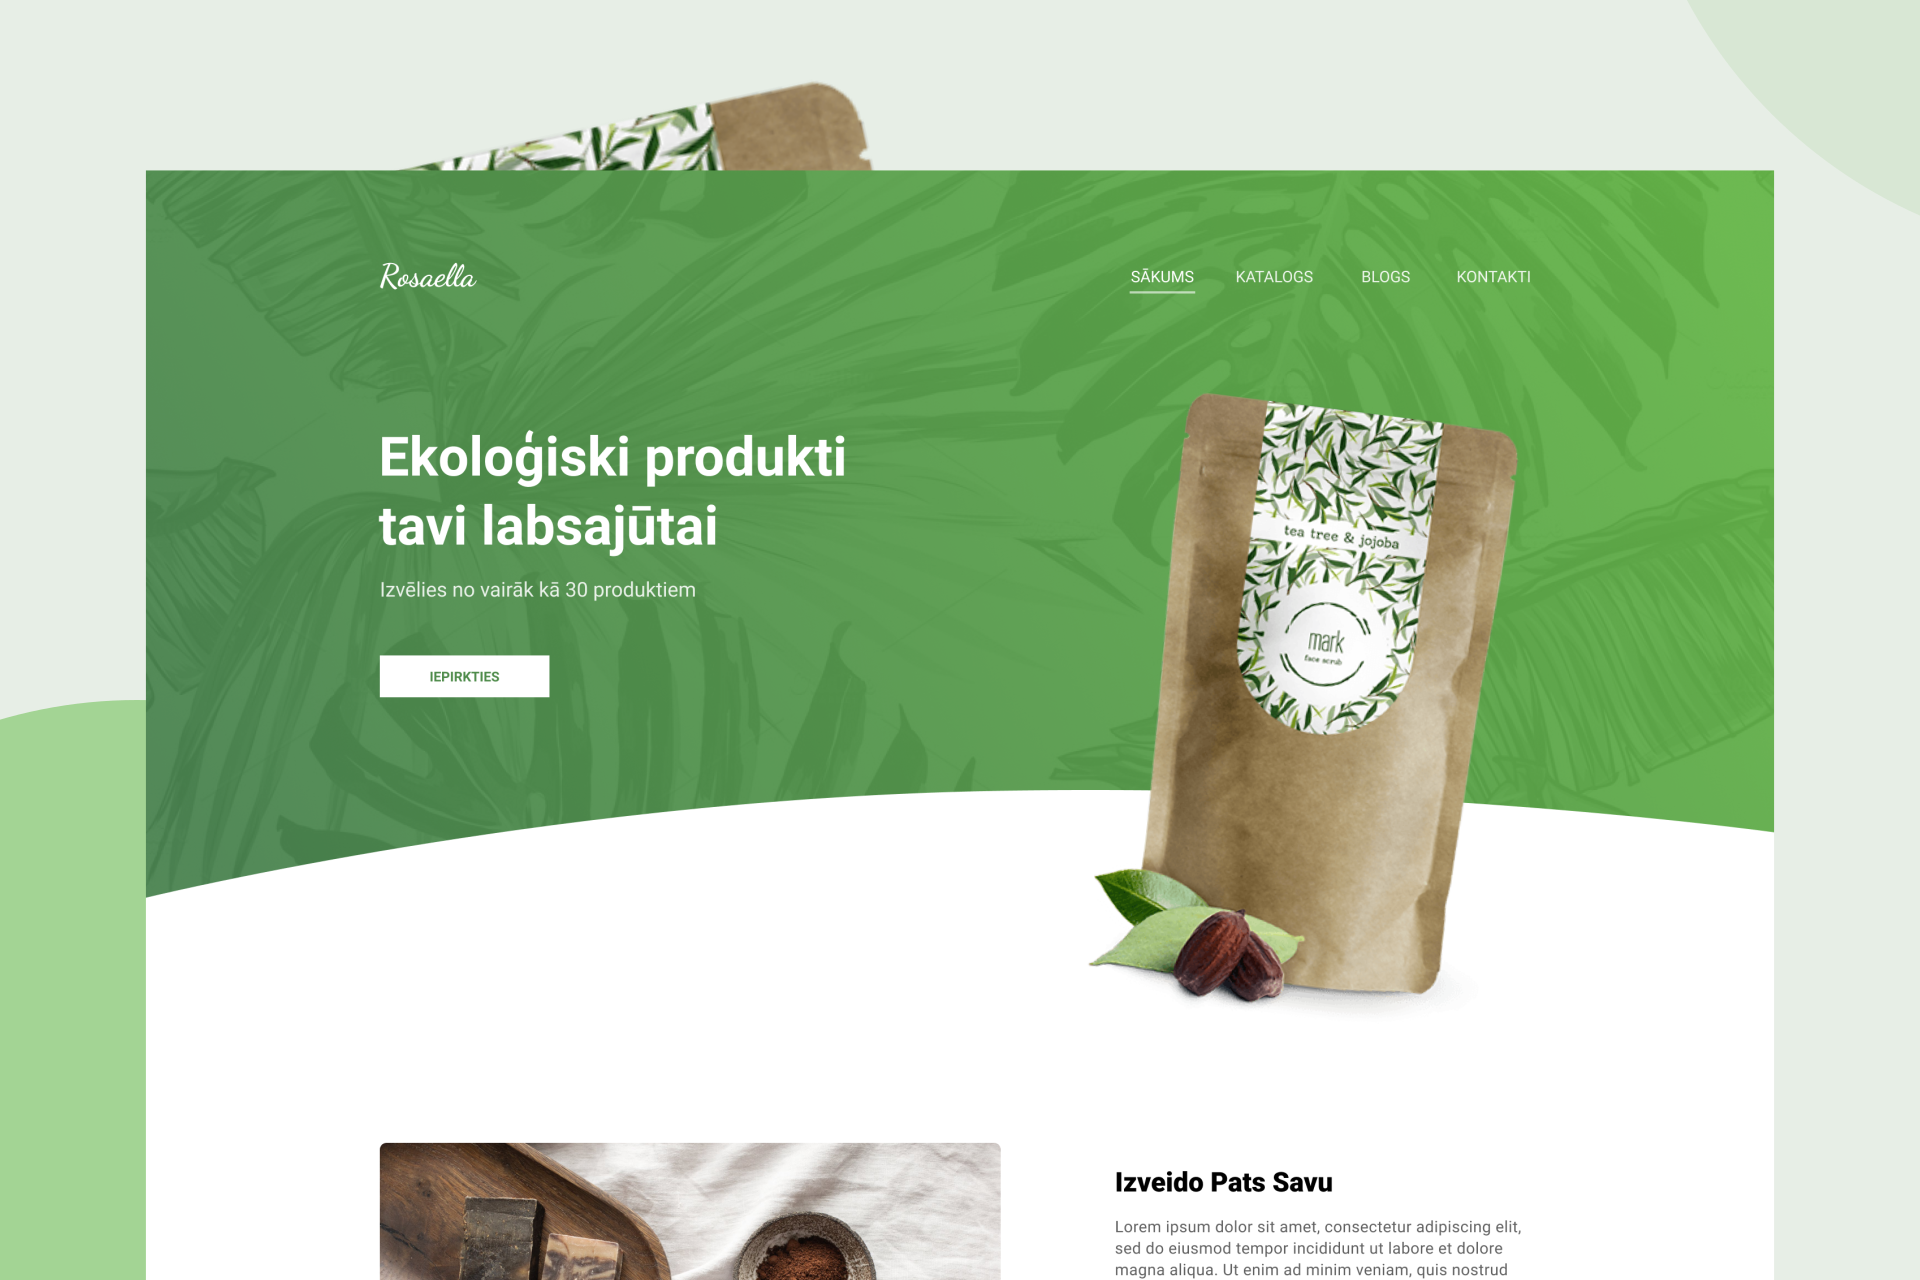 Rosaella
SĀKUMS KATALOGS BLOGS KONTAKTI
Ekoloģiski produkti
tavi labsajūtai
Izvēlies no vairāk kā 30 produktiem
IEPIRKTIES
tea tree & jojoba
mark
face scrub
Izveido Pats Savu
Lorem ipsum dolor sit amet, consectetur adipiscing elit,
sed do eiusmod tempor incididunt ut labore et dolore
magna aliqua. Ut enim ad minim veniam, quis nostrud